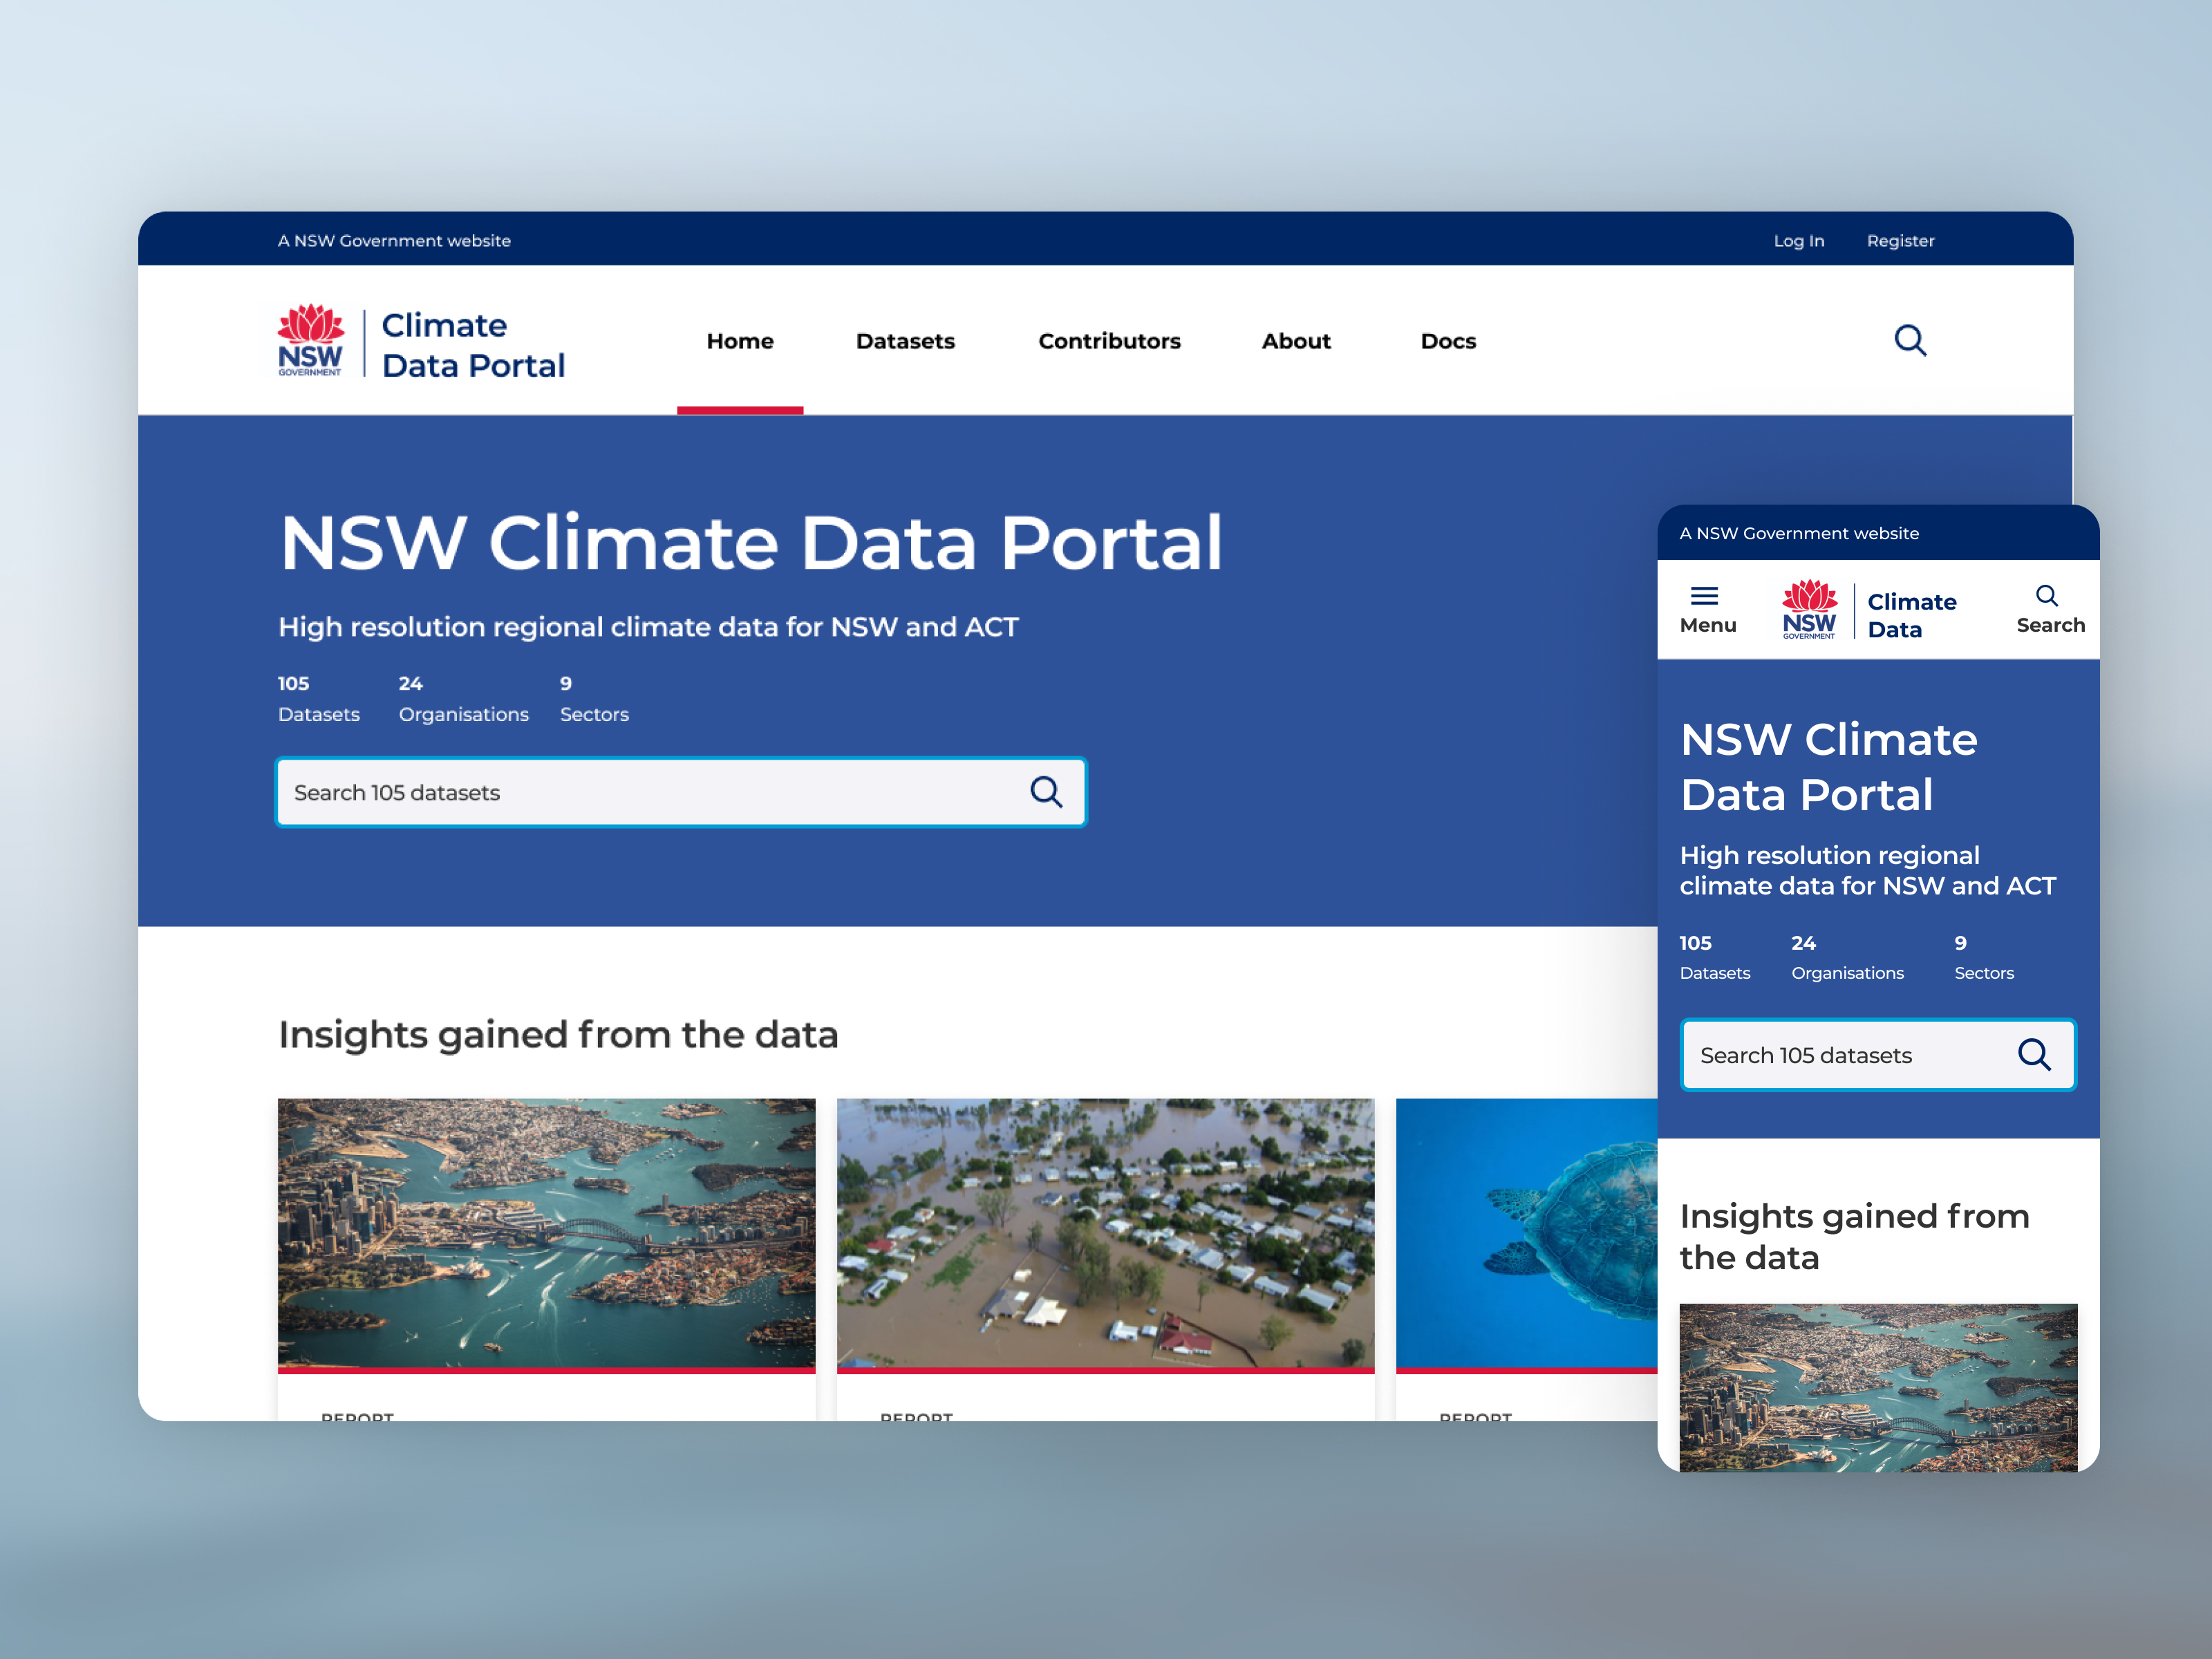 A NSW Government website
Log In
Register
NSW
GOVERNMENT
Climate
Data Portal
Home
Datasets
Contributors
About
Docs
NSW Climate Data Portal
High resolution regional climate data for NSW and ACT
105
24
9
Datasets
Organisations
Sectors
Search 105 datasets
Insights gained from the data
REPORT
REPORT
REPORT
A NSW Government website
Menu
NSW
GOVERNMENT
Climate
Data
Search
NSW Climate
Data Portal
High resolution regional
climate data for NSW and ACT
105
24
9
Datasets
Organisations
Sectors
Search 105 datasets
Insights gained from
the data